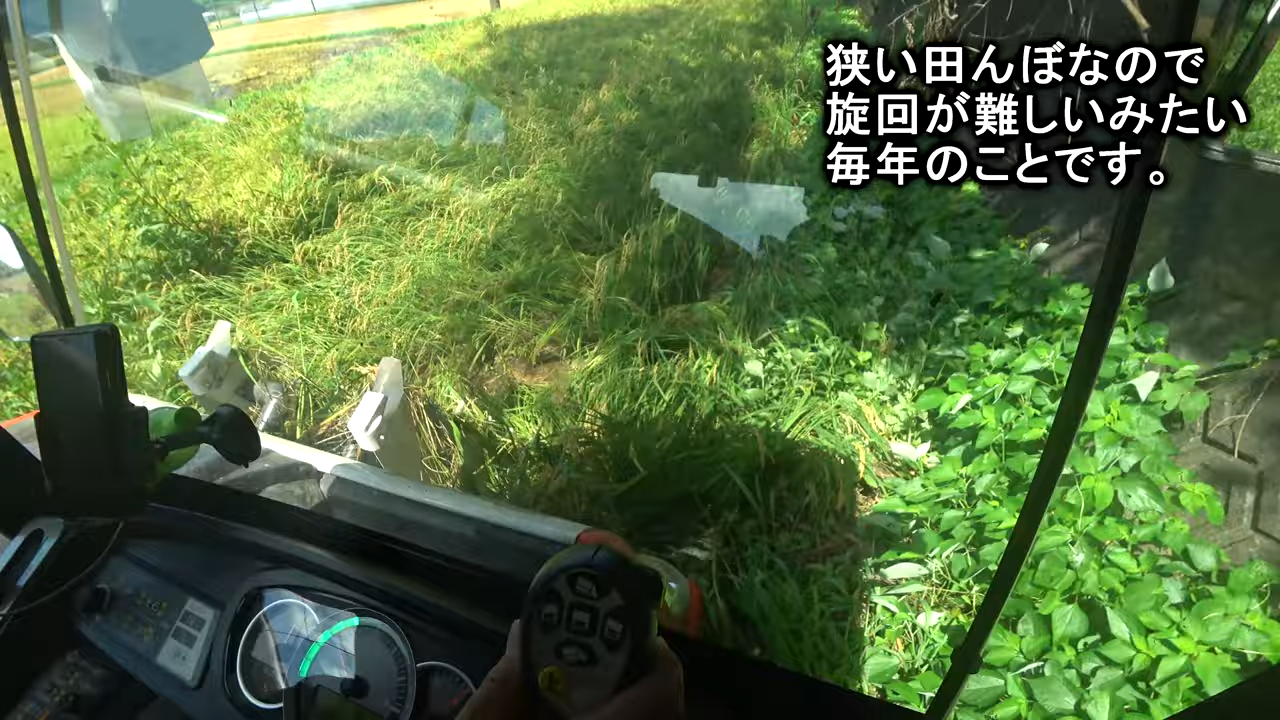 狭い田んぼなので
旋回が難しいみたい
毎年のことです。